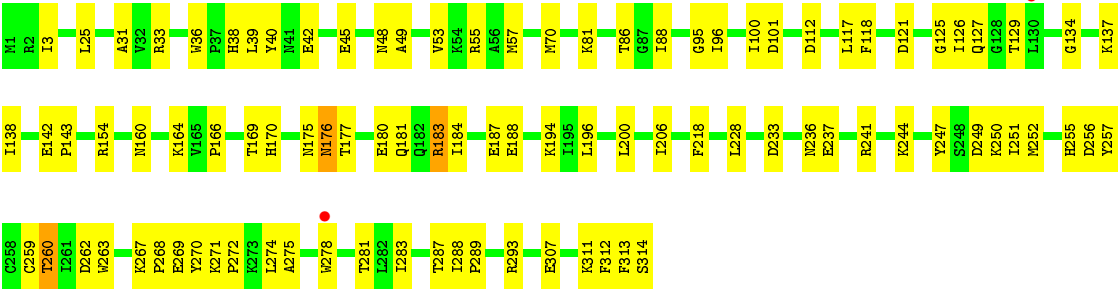 M1 R2 I3 L25 A31 V32 R33 W36 P37 H38 L39 Y40 N41 E42 E45 N48 A49 V53 K54 R55 A56 M57 M70 K81 T86 G87 I88 G95 I96 I100 D101 D112 L117 F118 D121 G125 I126 Q127 G128 T129 L130 G134 K137
I138 E142 P143 R154 N160 K164 V165 P166 T169 H170 N175 N176 T177 E180 Q181 Q182 R183 I184 E187 E188 K194 I195 L196 L200 I206 F218 L228 D233 N236 E237 R241 K244 Y247 S248 D249 K250 I251 M252 H255 D256 Y257
C258 C259 T260 I261 D262 W263 K267 P268 E269 Y270 K271 P272 K273 L274 A275 W278 T281 L282 I283 T287 I288 P289 R293 E307 K311 F312 F313 S314